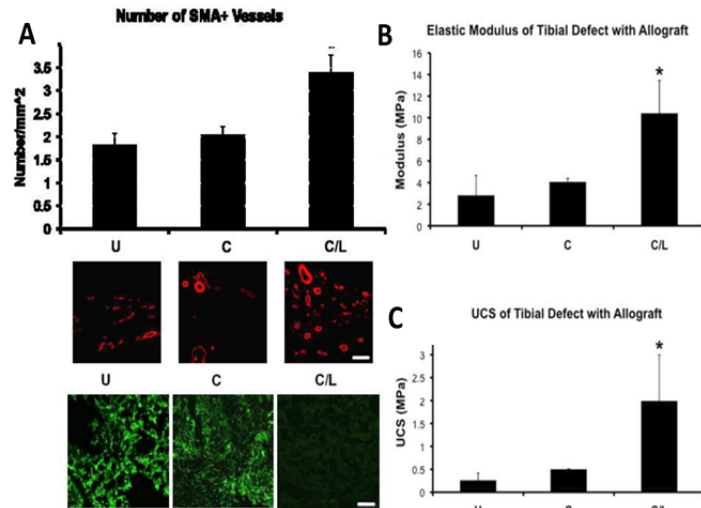 A
Number of SMA+ Vessels
Number/mm^2
3.5
3
2.5
2
1.5
1
0.5
0
**
U C C/L
U C C/L
B
Elastic Modulus of Tibial Defect with Allograft
Modulus (MPa)
16
14
12
10
8
6
4
2
0
*
U C C/L
C
UCS of Tibial Defect with Allograft
UCS (MPa)
3
2.5
2
1.5
1
0.5
0
*
U C C/L